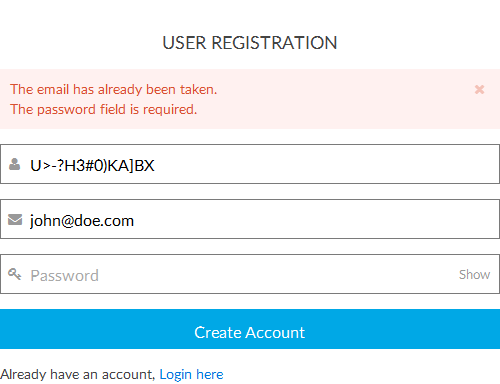 USER REGISTRATION
The email has already been taken.
The password field is required.
U>-?H3#0)KA]BX
john@doe.com
Password Show
Create Account
Already have an account, Login here